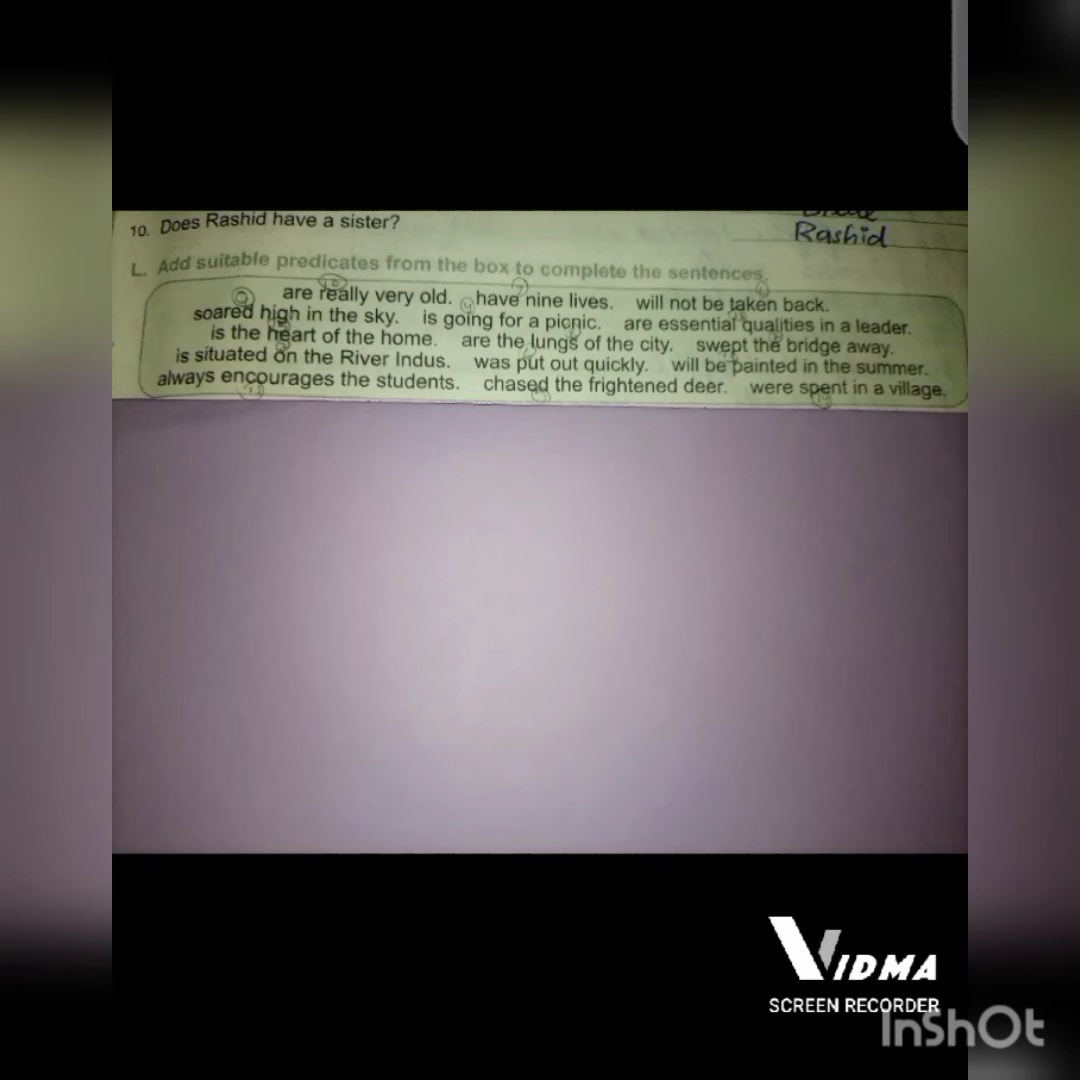 10. Does Rashid have a sister?
Rashid
L. Add suitable predicates from the box to complete the sentences.
are really very old. have nine lives. will not be taken back.
soared high in the sky. is going for a picnic. are essential qualities in a leader.
is the heart of the home. are the lungs of the city. swept the bridge away.
is situated on the River Indus. was put out quickly. will be painted in the summer.
always encourages the students. chased the frightened deer. were spent in a village.
VIDMA
SCREEN RECORDER
InShOt